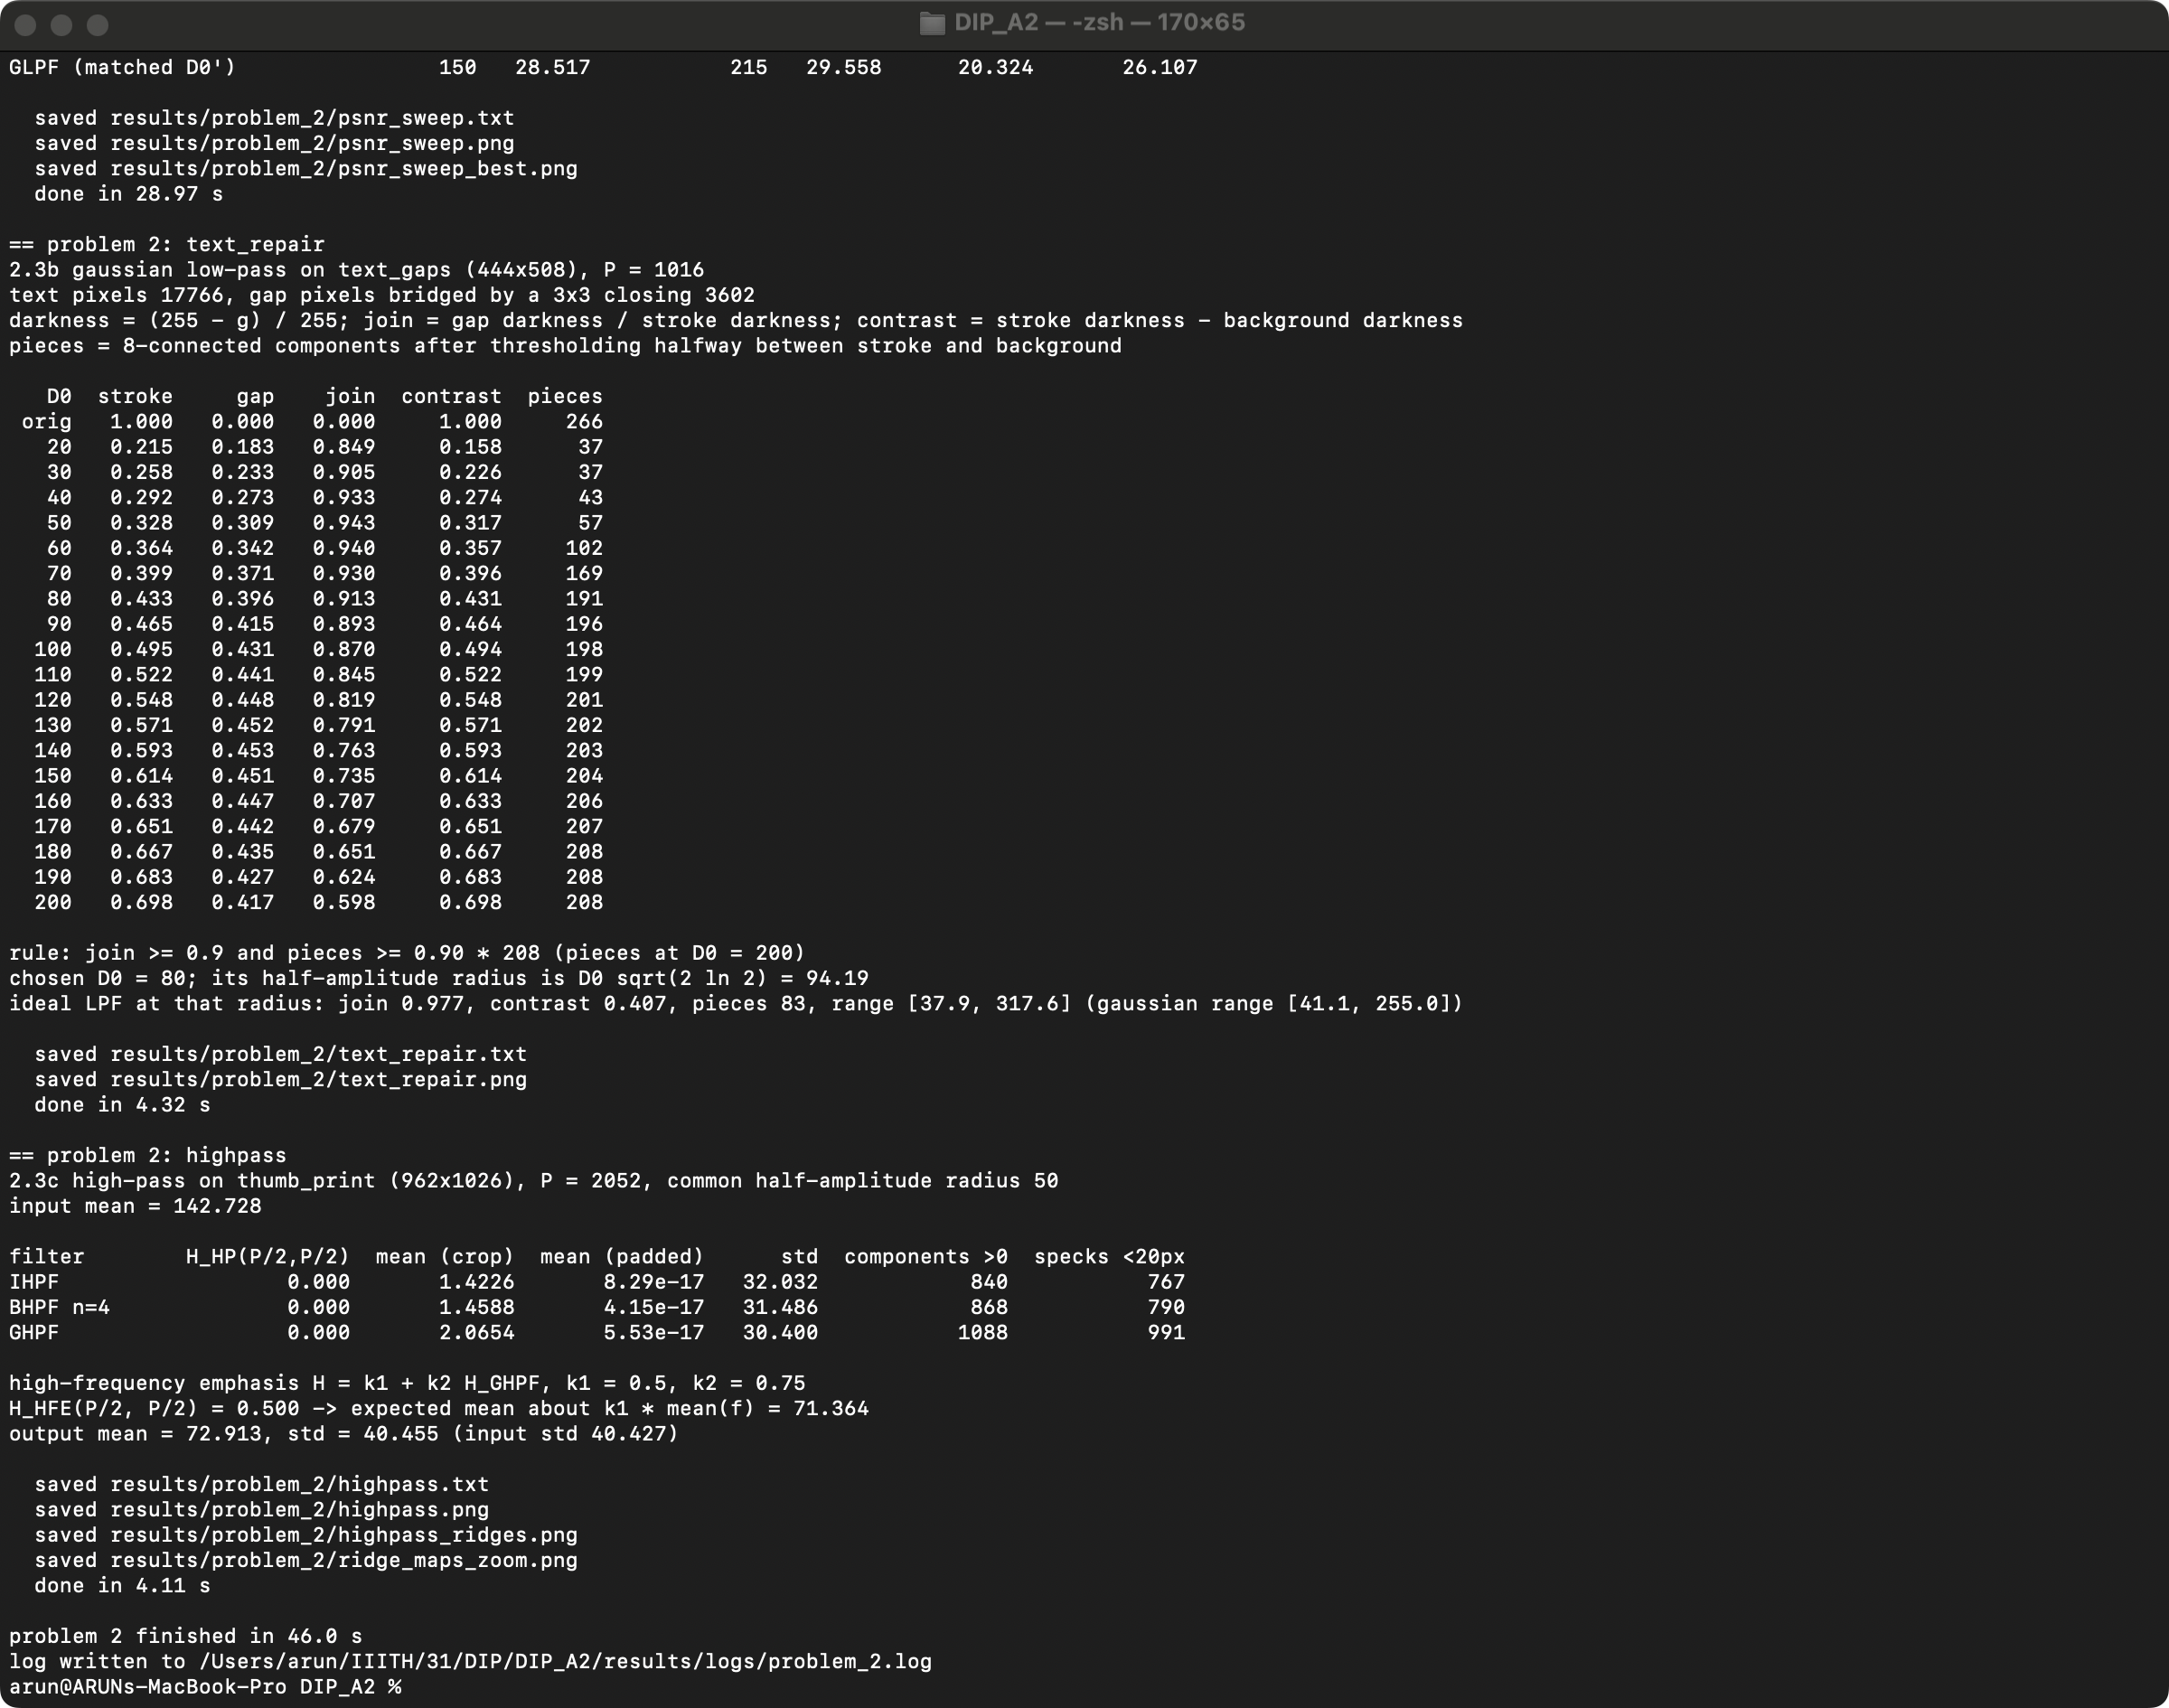 DIP_A2 — -zsh — 170×65
GLPF (matched D0')                150   28.517           215   29.558      20.324       26.107
  saved results/problem_2/psnr_sweep.txt
  saved results/problem_2/psnr_sweep.png
  saved results/problem_2/psnr_sweep_best.png
  done in 28.97 s
== problem 2: text_repair
2.3b gaussian low-pass on text_gaps (444x508), P = 1016
text pixels 17766, gap pixels bridged by a 3x3 closing 3602
darkness = (255 - g) / 255; join = gap darkness / stroke darkness; contrast = stroke darkness - background darkness
pieces = 8-connected components after thresholding halfway between stroke and background
   D0  stroke     gap    join  contrast  pieces
 orig   1.000   0.000   0.000     1.000     266
   20   0.215   0.183   0.849     0.158      37
   30   0.258   0.233   0.905     0.226      37
   40   0.292   0.273   0.933     0.274      43
   50   0.328   0.309   0.943     0.317      57
   60   0.364   0.342   0.940     0.357     102
   70   0.399   0.371   0.930     0.396     169
   80   0.433   0.396   0.913     0.431     191
   90   0.465   0.415   0.893     0.464     196
  100   0.495   0.431   0.870     0.494     198
  110   0.522   0.441   0.845     0.522     199
  120   0.548   0.448   0.819     0.548     201
  130   0.571   0.452   0.791     0.571     202
  140   0.593   0.453   0.763     0.593     203
  150   0.614   0.451   0.735     0.614     204
  160   0.633   0.447   0.707     0.633     206
  170   0.651   0.442   0.679     0.651     207
  180   0.667   0.435   0.651     0.667     208
  190   0.683   0.427   0.624     0.683     208
  200   0.698   0.417   0.598     0.698     208
rule: join >= 0.9 and pieces >= 0.90 * 208 (pieces at D0 = 200)
chosen D0 = 80; its half-amplitude radius is D0 sqrt(2 ln 2) = 94.19
ideal LPF at that radius: join 0.977, contrast 0.407, pieces 83, range [37.9, 317.6] (gaussian range [41.1, 255.0])
  saved results/problem_2/text_repair.txt
  saved results/problem_2/text_repair.png
  done in 4.32 s
== problem 2: highpass
2.3c high-pass on thumb_print (962x1026), P = 2052, common half-amplitude radius 50
input mean = 142.728
filter        H_HP(P/2,P/2)  mean (crop)  mean (padded)      std  components >0  specks <20px
IHPF                  0.000       1.4226       8.29e-17   32.032            840           767
BHPF n=4              0.000       1.4588       4.15e-17   31.486            868           790
GHPF                  0.000       2.0654       5.53e-17   30.400           1088           991
high-frequency emphasis H = k1 + k2 H_GHPF, k1 = 0.5, k2 = 0.75
H_HFE(P/2, P/2) = 0.500 -> expected mean about k1 * mean(f) = 71.364
output mean = 72.913, std = 40.455 (input std 40.427)
  saved results/problem_2/highpass.txt
  saved results/problem_2/highpass.png
  saved results/problem_2/highpass_ridges.png
  saved results/problem_2/ridge_maps_zoom.png
  done in 4.11 s
problem 2 finished in 46.0 s
log written to /Users/arun/IIITH/31/DIP/DIP_A2/results/logs/problem_2.log
arun@ARUNs-MacBook-Pro DIP_A2 %